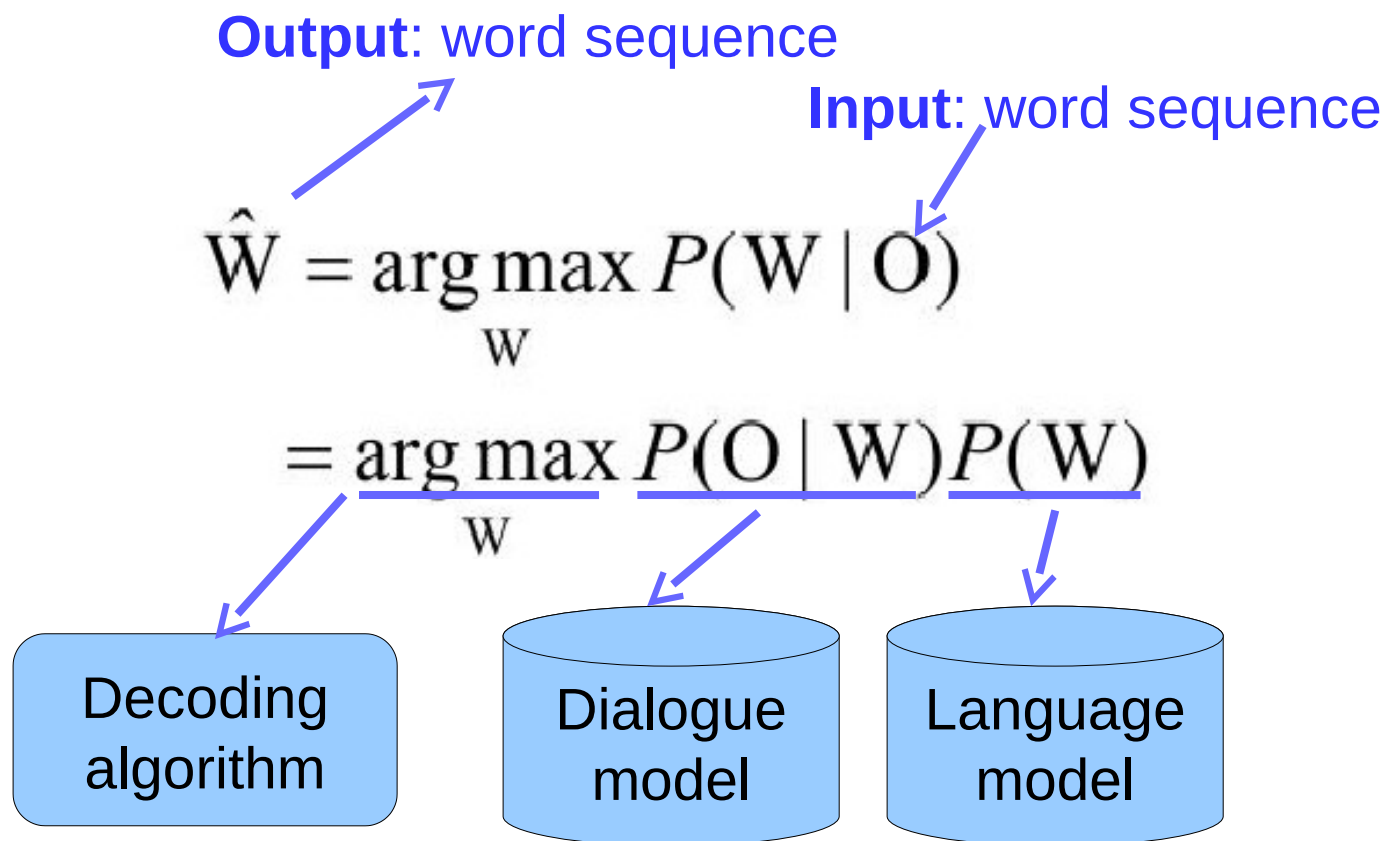 Output: word sequence
Input: word sequence
Ŵ = arg max P(W | O)
W
= arg max P(O | W)P(W)
W
Decoding
algorithm
Dialogue
model
Language
model